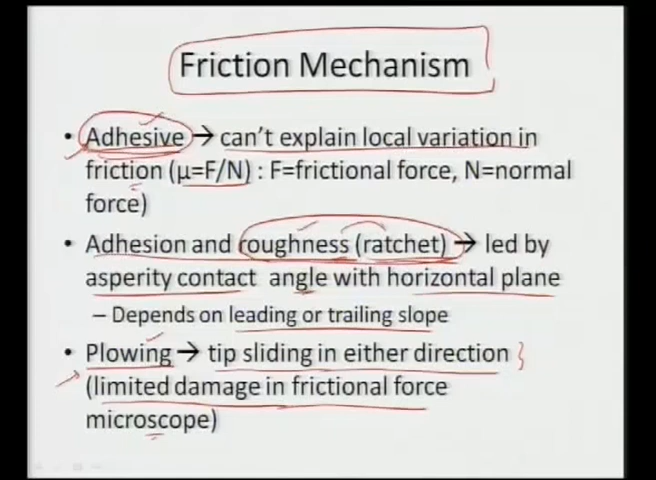 Friction Mechanism
• Adhesive → can't explain local variation in
friction (μ=F/N) : F=frictional force, N=normal
force)
• Adhesion and roughness (ratchet) → led by
asperity contact angle with horizontal plane
– Depends on leading or trailing slope
• Plowing → tip sliding in either direction
(limited damage in frictional force
microscope)